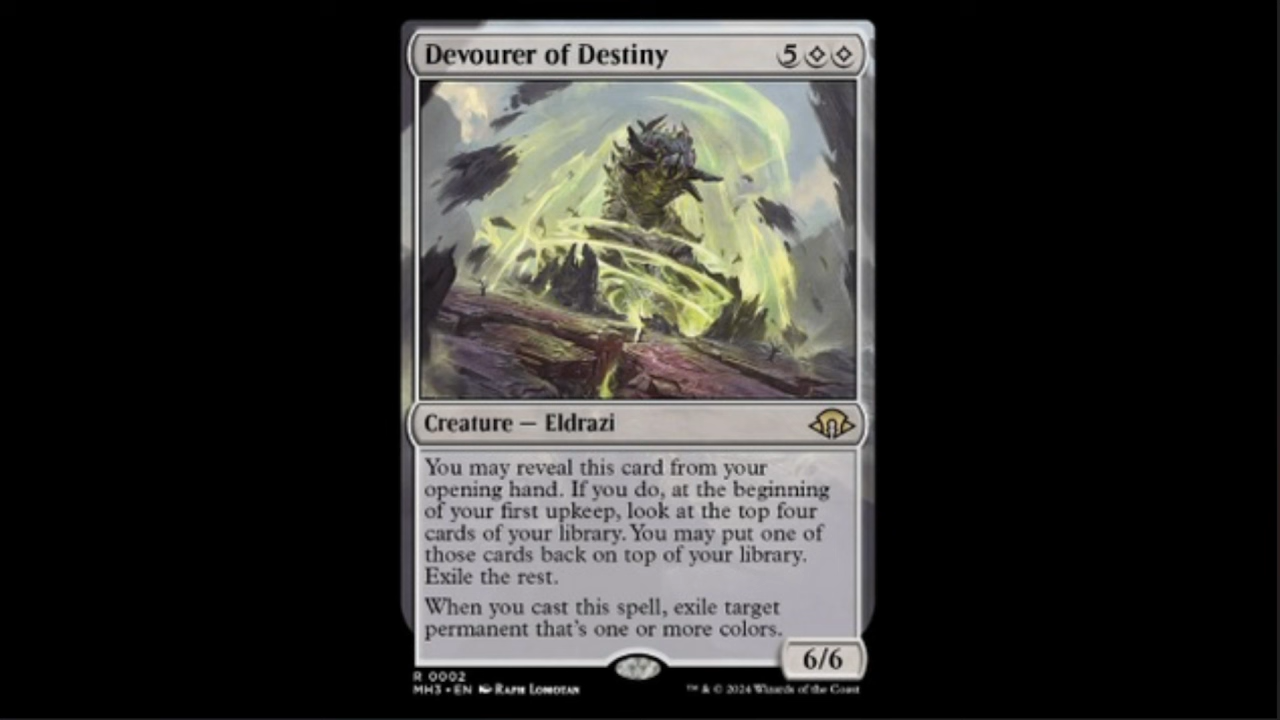 Devourer of Destiny 5
Creature — Eldrazi
You may reveal this card from your
opening hand. If you do, at the beginning
of your first upkeep, look at the top four
cards of your library. You may put one of
those cards back on top of your library.
Exile the rest.
When you cast this spell, exile target
permanent that's one or more colors.
6/6
R 0002
MH3 • EN Raph Lomotan ™ & © 2024 Wizards of the Coast